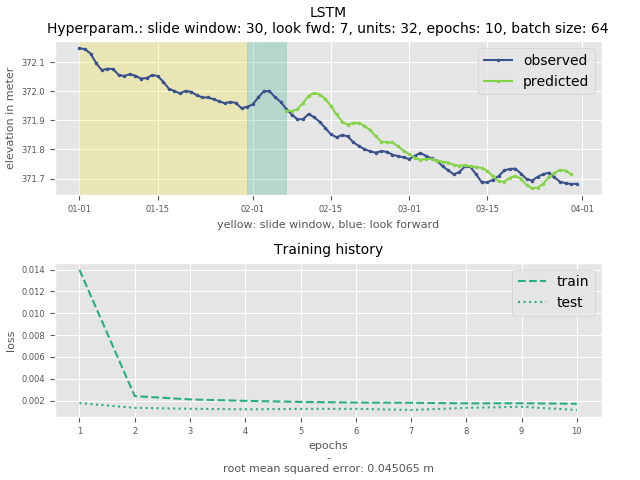 LSTM
Hyperparam.: slide window: 30, look fwd: 7, units: 32, epochs: 10, batch size: 64
372.1
372.0
371.9
371.8
371.7
elevation in meter
observed
predicted
01-01 01-15 02-01 02-15 03-01 03-15 04-01
yellow: slide window, blue: look forward
Training history
0.014
0.012
0.010
0.008
0.006
0.004
0.002
loss
train
test
1 2 3 4 5 6 7 8 9 10
epochs
-
root mean squared error: 0.045065 m